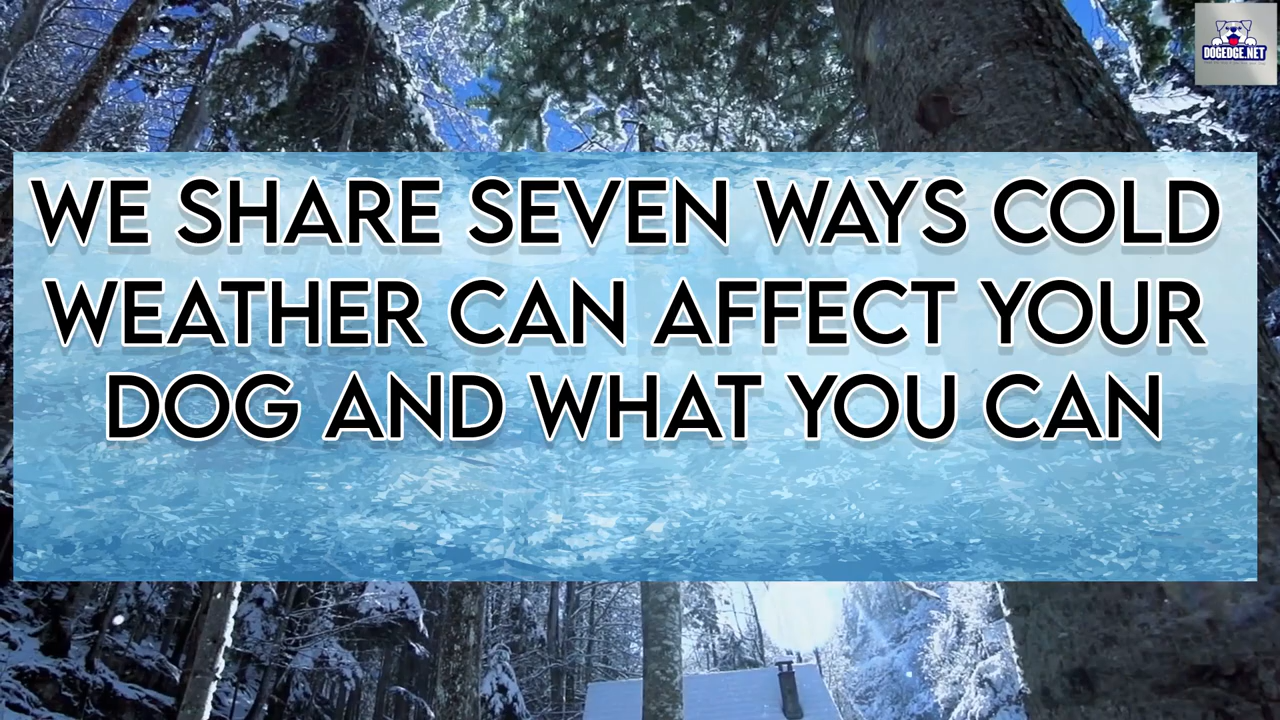 DOGEDGE.NET
WE SHARE SEVEN WAYS COLD
WEATHER CAN AFFECT YOUR
DOG AND WHAT YOU CAN